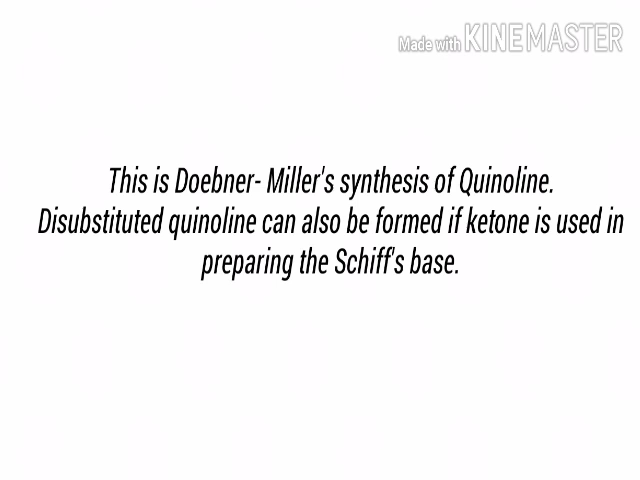 Made with KINEMASTER
This is Doebner- Miller's synthesis of Quinoline.
Disubstituted quinoline can also be formed if ketone is used in
preparing the Schiff's base.